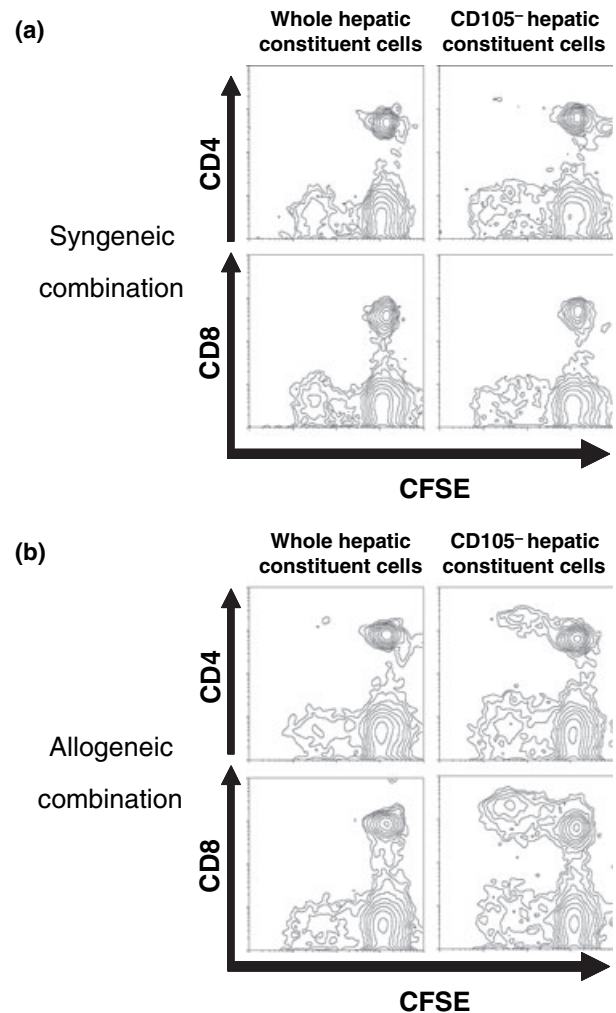 (a)
Whole hepatic
constituent cells
CD105– hepatic
constituent cells
CD4
Syngeneic
combination
CD8
CFSE
(b)
Whole hepatic
constituent cells
CD105– hepatic
constituent cells
CD4
Allogeneic
combination
CD8
CFSE